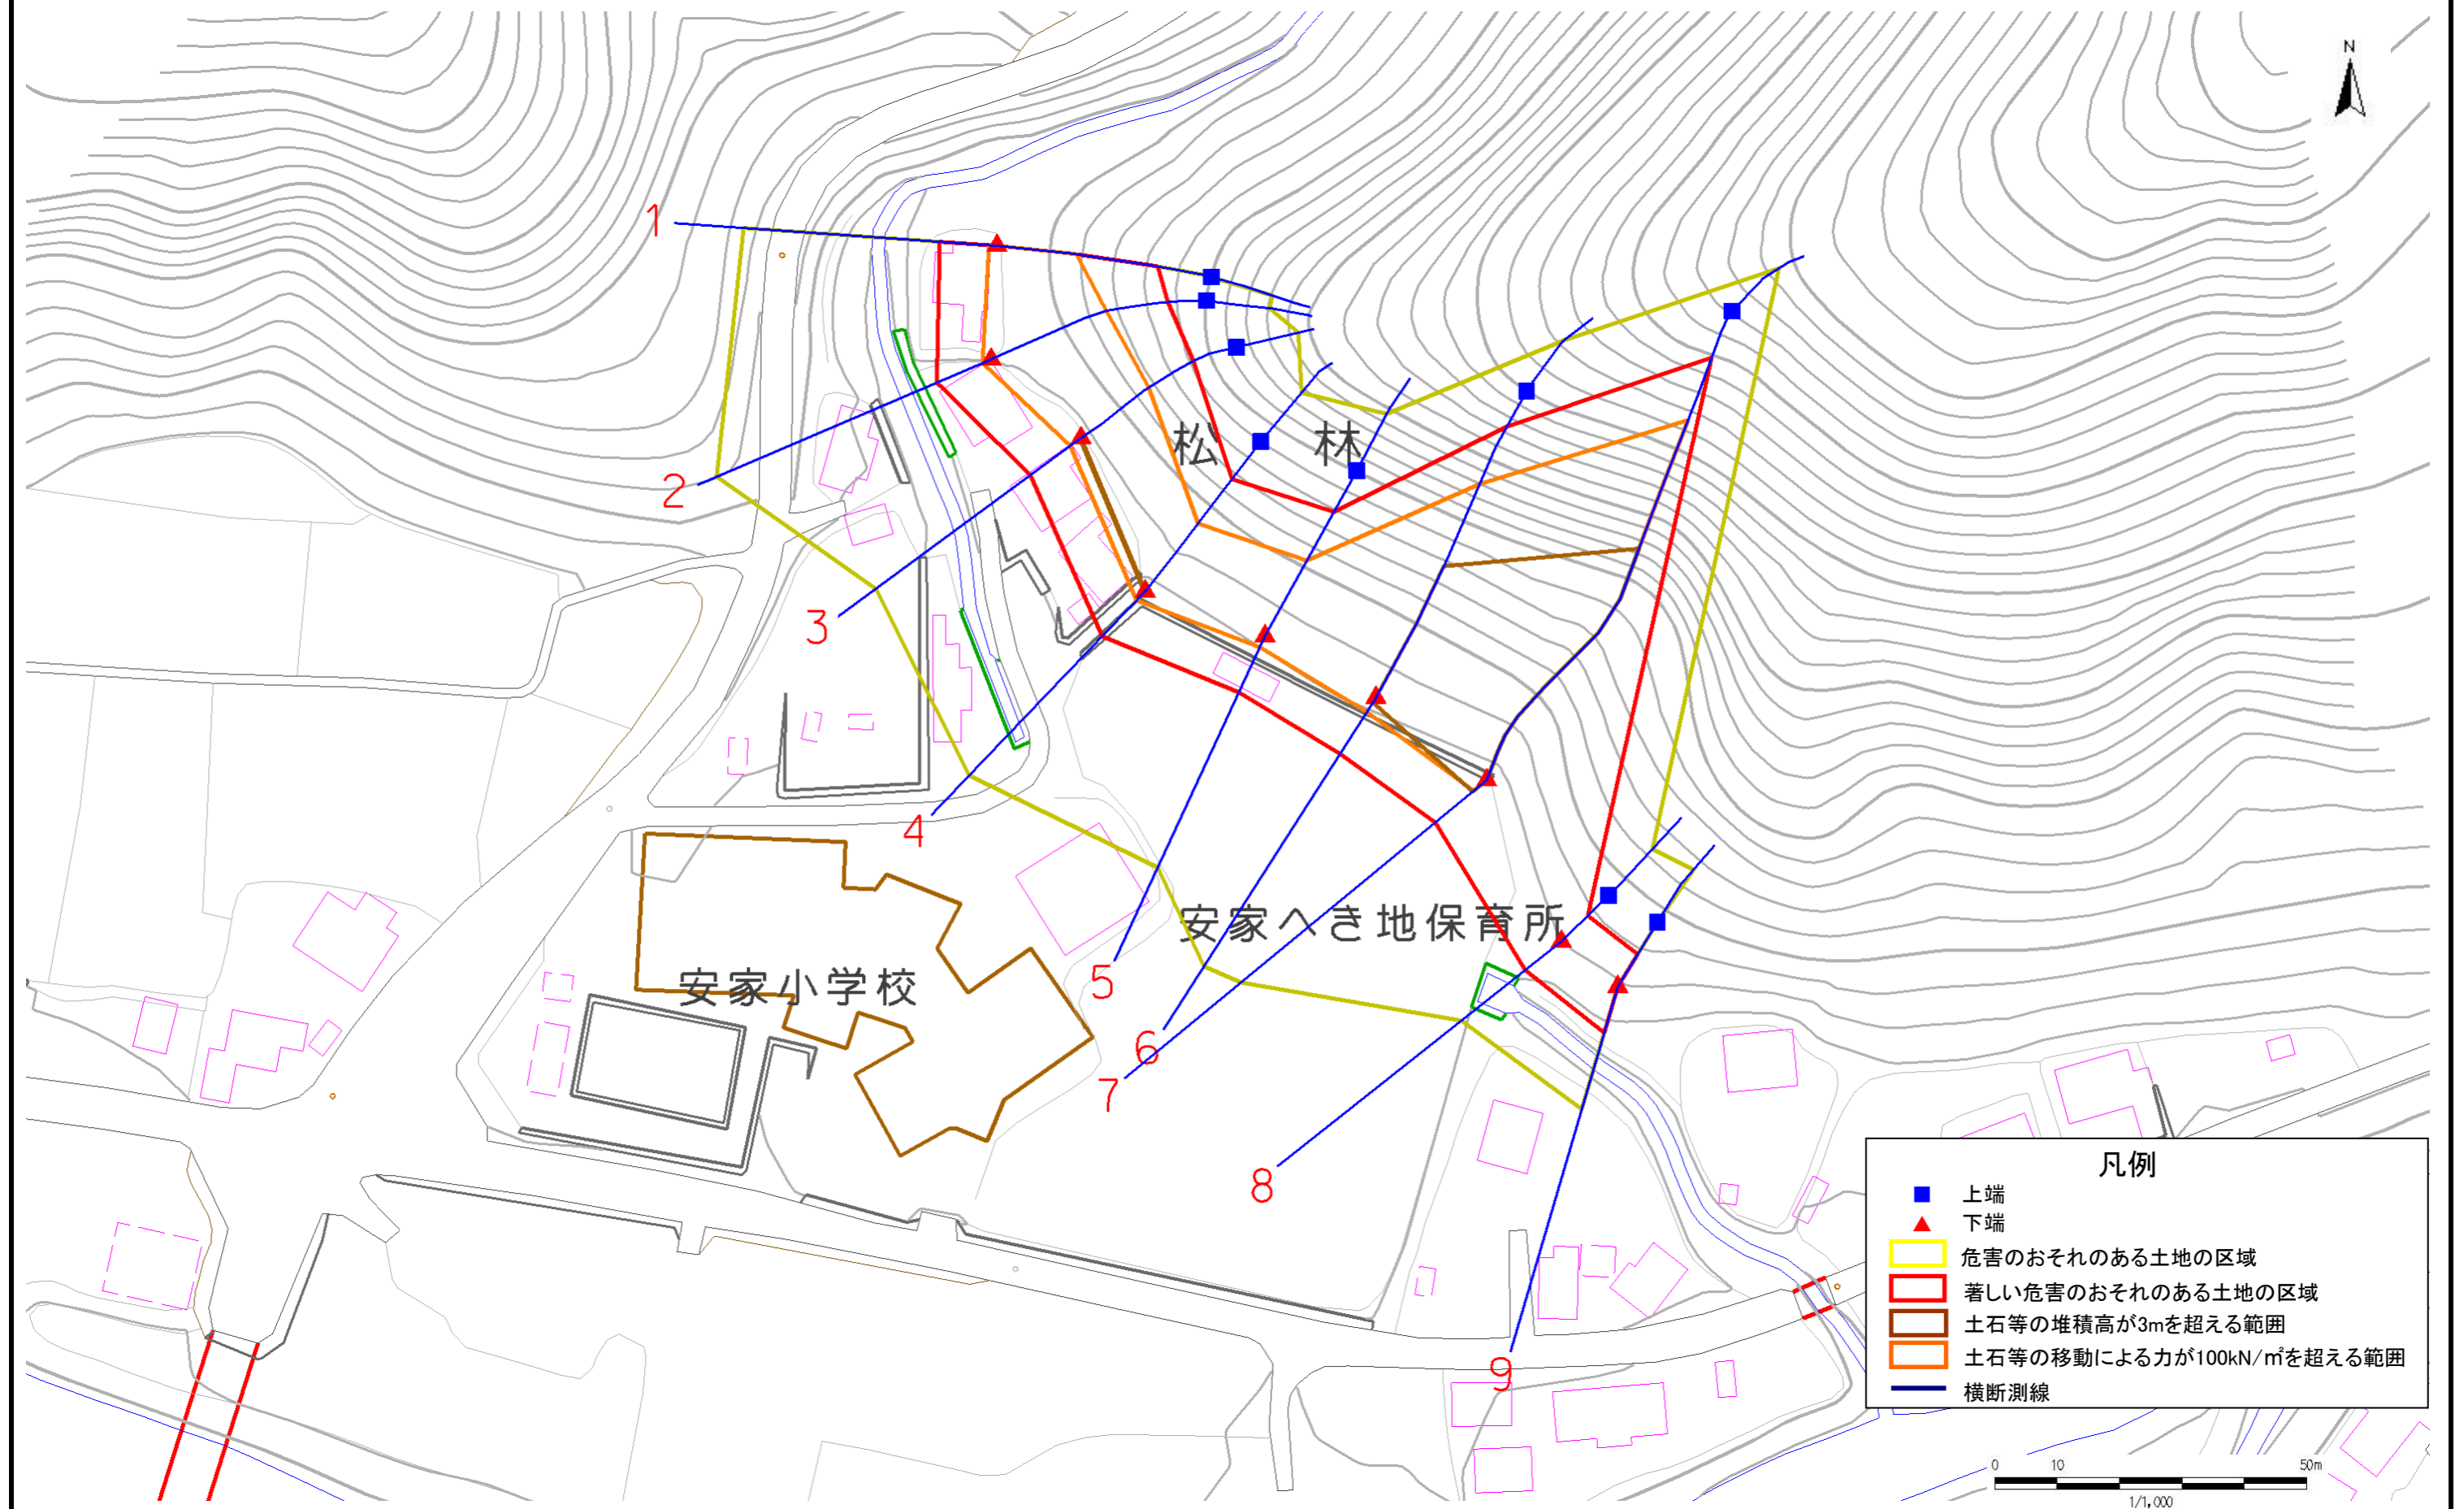 N
1
2
3
4
5
6
7
8
9
松林
安家へき地保育所
安家小学校
凡例
上端
下端
危害のおそれのある土地の区域
著しい危害のおそれのある土地の区域
土石等の堆積高が3mを超える範囲
土石等の移動による力が100kN/㎡を超える範囲
横断測線
0 10 50m
1/1,000